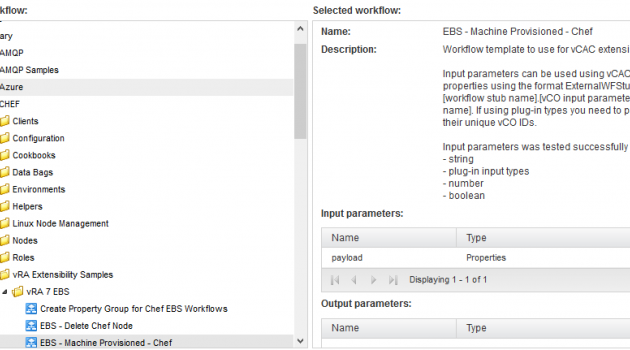 kflow:
ary
AMQP
AMQP Samples
Azure
CHEF
Clients
Configuration
Cookbooks
Data Bags
Environments
Helpers
Linux Node Management
Nodes
Roles
vRA Extensibility Samples
vRA 7 EBS
Create Property Group for Chef EBS Workflows
EBS - Delete Chef Node
EBS - Machine Provisioned - Chef
Selected workflow:
Name: EBS - Machine Provisioned - Chef
Description: Workflow template to use for vCAC extensi
Input parameters can be used using vCAC
properties using the format ExternalWFStu
[workflow stub name].[vCO input paramete
name]. If using plug-in types you need to p
their unique vCO IDs.
Input parameters was tested successfully
- string
- plug-in input types
- number
- boolean
Input parameters:
Name Type
payload Properties
Displaying 1 - 1 of 1
Output parameters:
Name Type